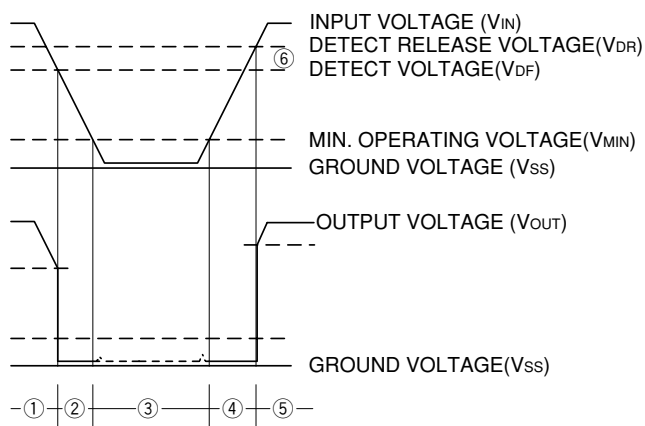 INPUT VOLTAGE (VIN)
DETECT RELEASE VOLTAGE(VDR)
⑥
DETECT VOLTAGE(VDF)
MIN. OPERATING VOLTAGE(VMIN)
GROUND VOLTAGE (VSS)
OUTPUT VOLTAGE (VOUT)
GROUND VOLTAGE(VSS)
① ② ③ ④ ⑤